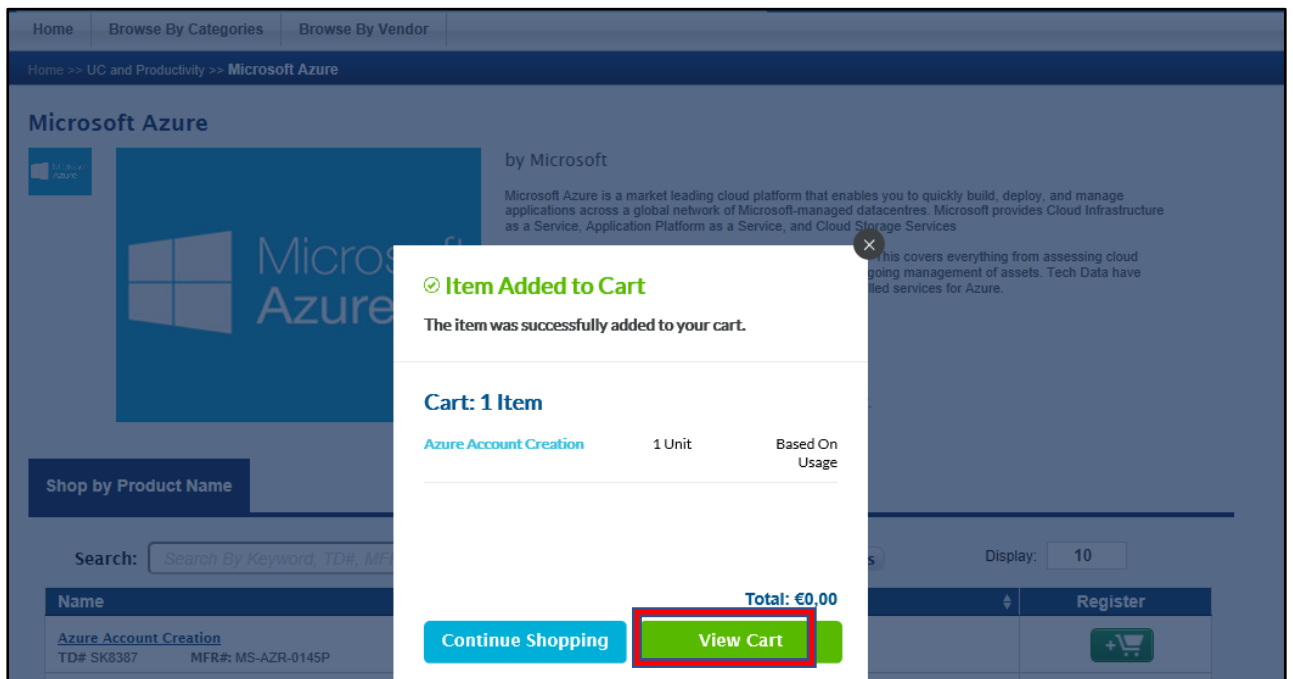 Home Browse By Categories Browse By Vendor
Home >> UC and Productivity >> Microsoft Azure
Microsoft Azure
Microsoft
Azure
Azure
by Microsoft
Microsoft Azure is a market leading cloud platform that enables you to quickly build, deploy, and manage
applications across a global network of Microsoft-managed datacentres. Microsoft provides Cloud Infrastructure
as a Service, Application Platform as a Service, and Cloud Storage Services
This covers everything from assessing cloud
going management of assets. Tech Data have
lled services for Azure.
Item Added to Cart
The item was successfully added to your cart.
Cart: 1 Item
Azure Account Creation 1 Unit Based On
Usage
Total: €0,00
Continue Shopping View Cart
Shop by Product Name
Search: Search By Keyword, TD#, MF
Display: 10
Name Register
Azure Account Creation
TD# SK8387 MFR#: MS-AZR-0145P